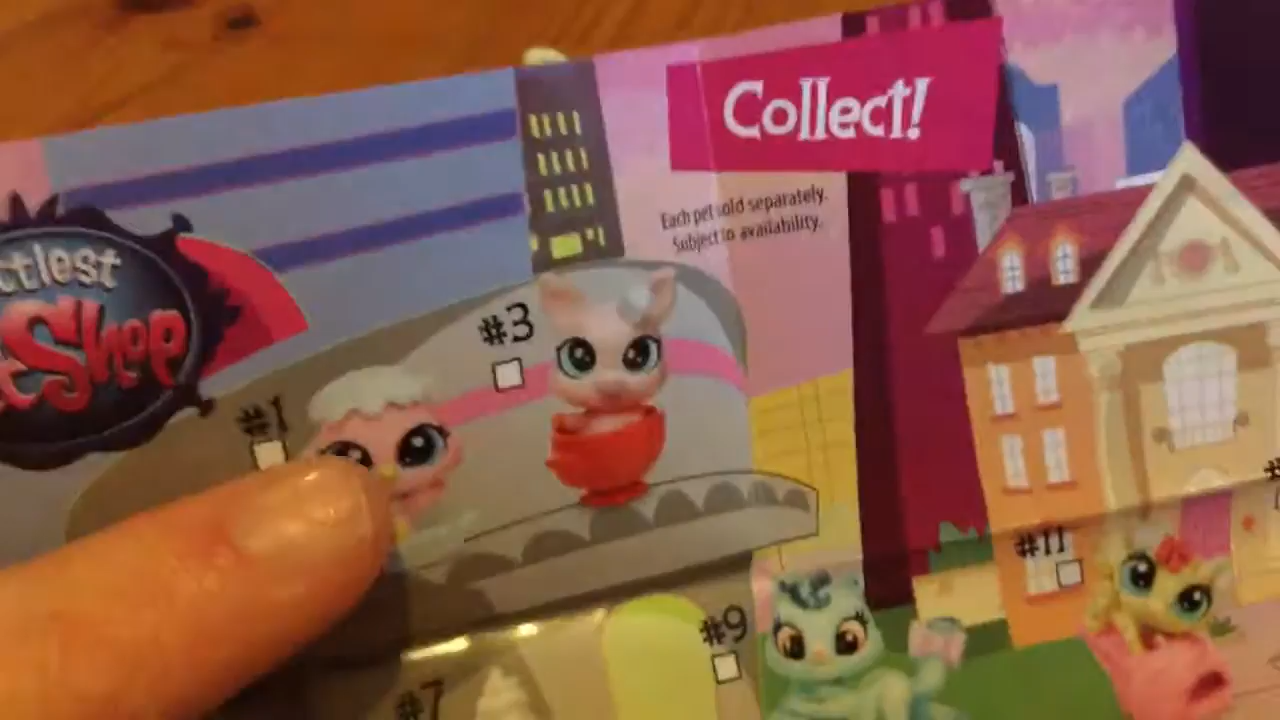 Collect!
Each pet sold separately.
Subject to availability.
ttlest
Shop
#3
#1
#11
#9
#7